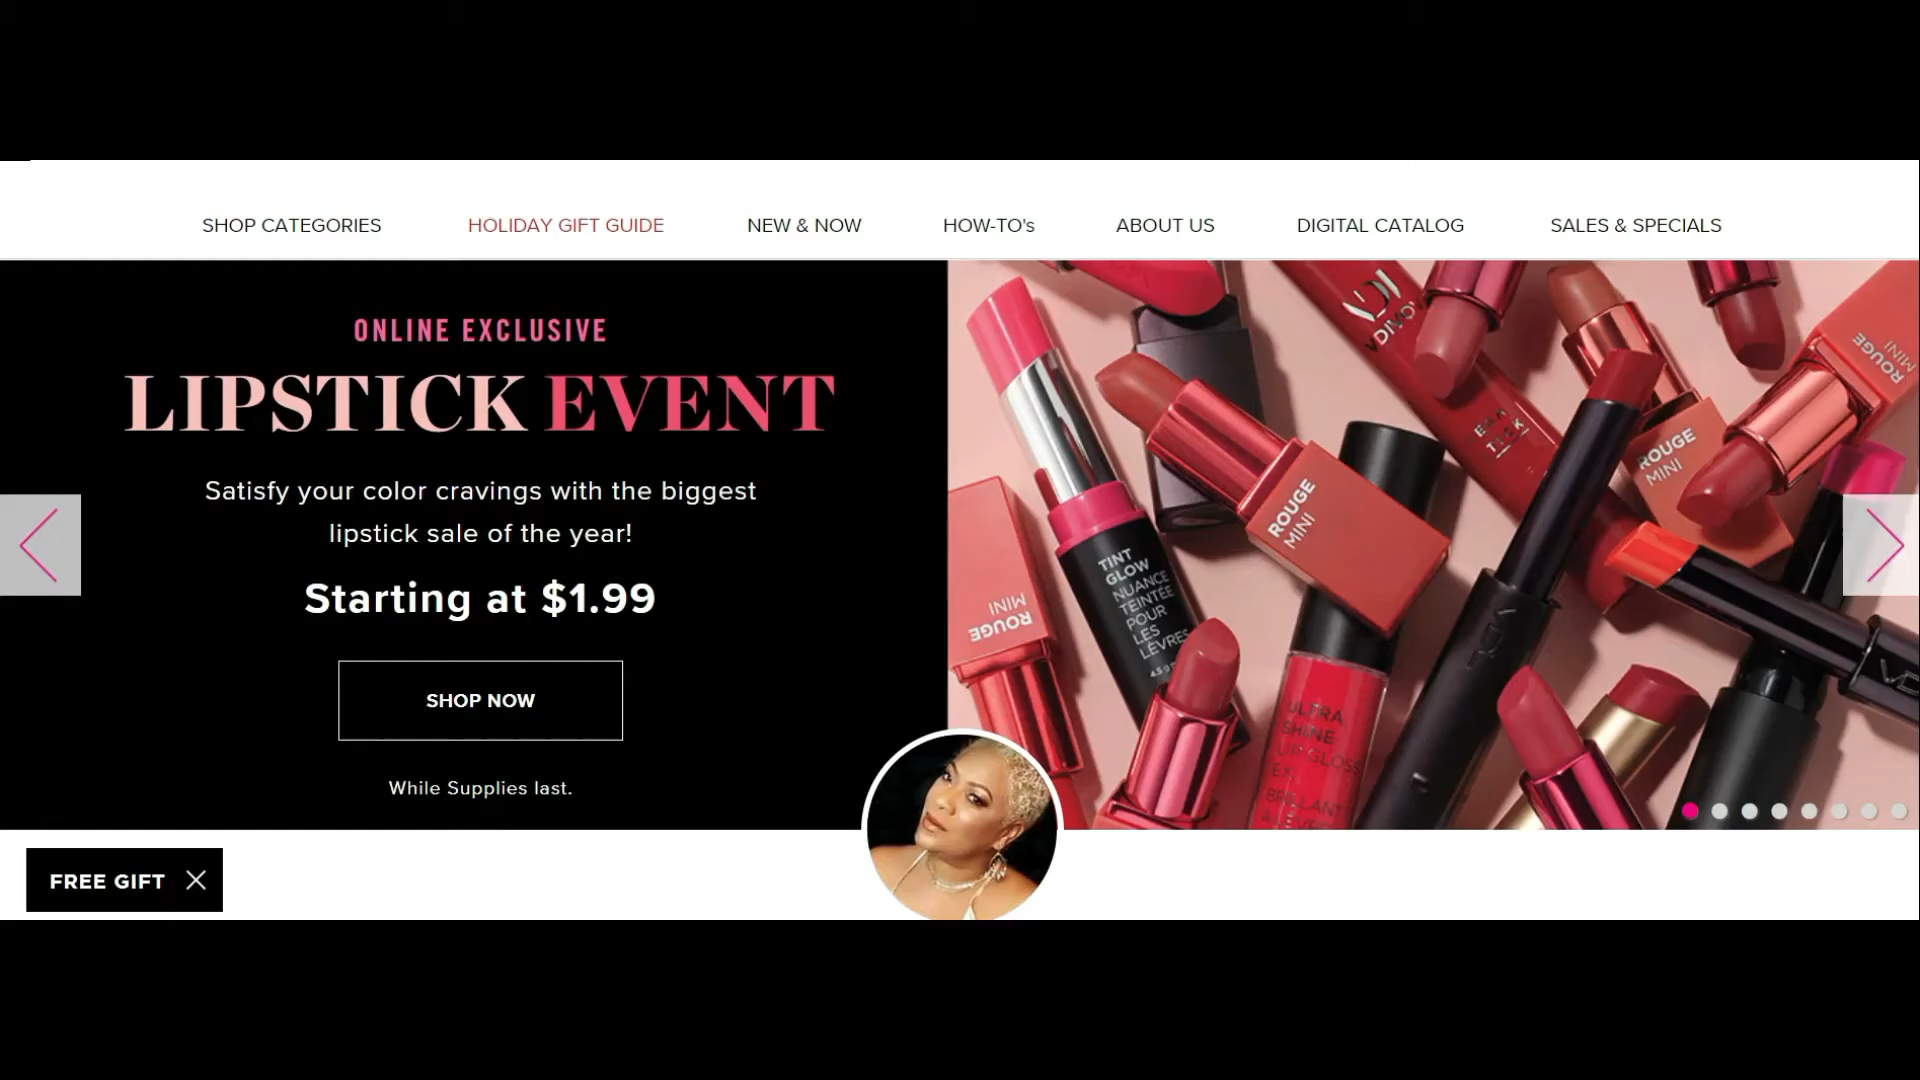 SHOP CATEGORIES
HOLIDAY GIFT GUIDE
NEW & NOW
HOW-TO's
ABOUT US
DIGITAL CATALOG
SALES & SPECIALS
ONLINE EXCLUSIVE
LIPSTICK EVENT
Satisfy your color cravings with the biggest
lipstick sale of the year!
Starting at $1.99
SHOP NOW
While Supplies last.
FREE GIFT
ROUGE
MINI
TINT
GLOW
NUANCE
TEINTÉE
POUR
LES
LÈVRES
ROUGE
MINI
ROUGE
MINI
ROUGE
MINI
ULTRA
SHINE
LIP GLOSS